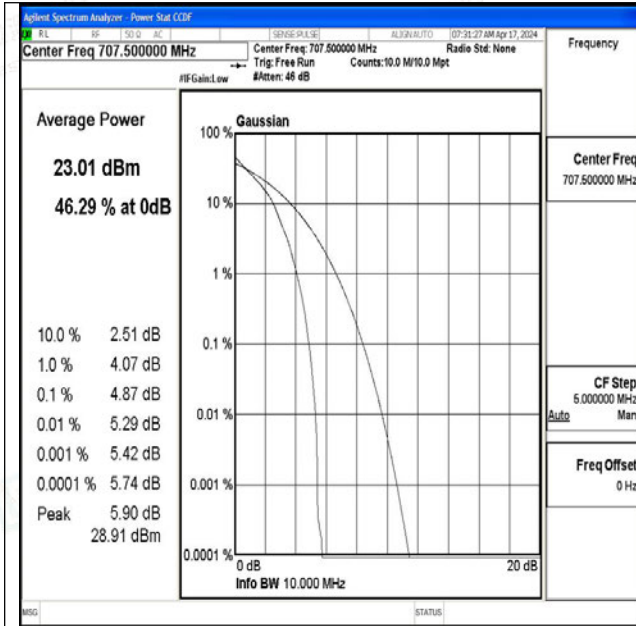 Agilent Spectrum Analyzer - Power Stat CCDF
RL RF 50 Ω AC SENSE:PULSE ALIGNAUTO 07:31:27 AM Apr 17, 2024
Center Freq 707.500000 MHz
Center Freq: 707.500000 MHz Radio Std: None
Trig: Free Run Counts:10.0 M/10.0 Mpt
#IFGain:Low #Atten: 46 dB
Frequency
Average Power
23.01 dBm
46.29 % at 0dB
10.0 % 2.51 dB
1.0 % 4.07 dB
0.1 % 4.87 dB
0.01 % 5.29 dB
0.001 % 5.42 dB
0.0001 % 5.74 dB
Peak 5.90 dB
28.91 dBm
Gaussian
100 %
10 %
1 %
0.1 %
0.01 %
0.001 %
0.0001 %
0 dB 20 dB
Info BW 10.000 MHz
Center Freq
707.500000 MHz
CF Step
5.000000 MHz
Auto Man
Freq Offset
0 Hz
MSG STATUS